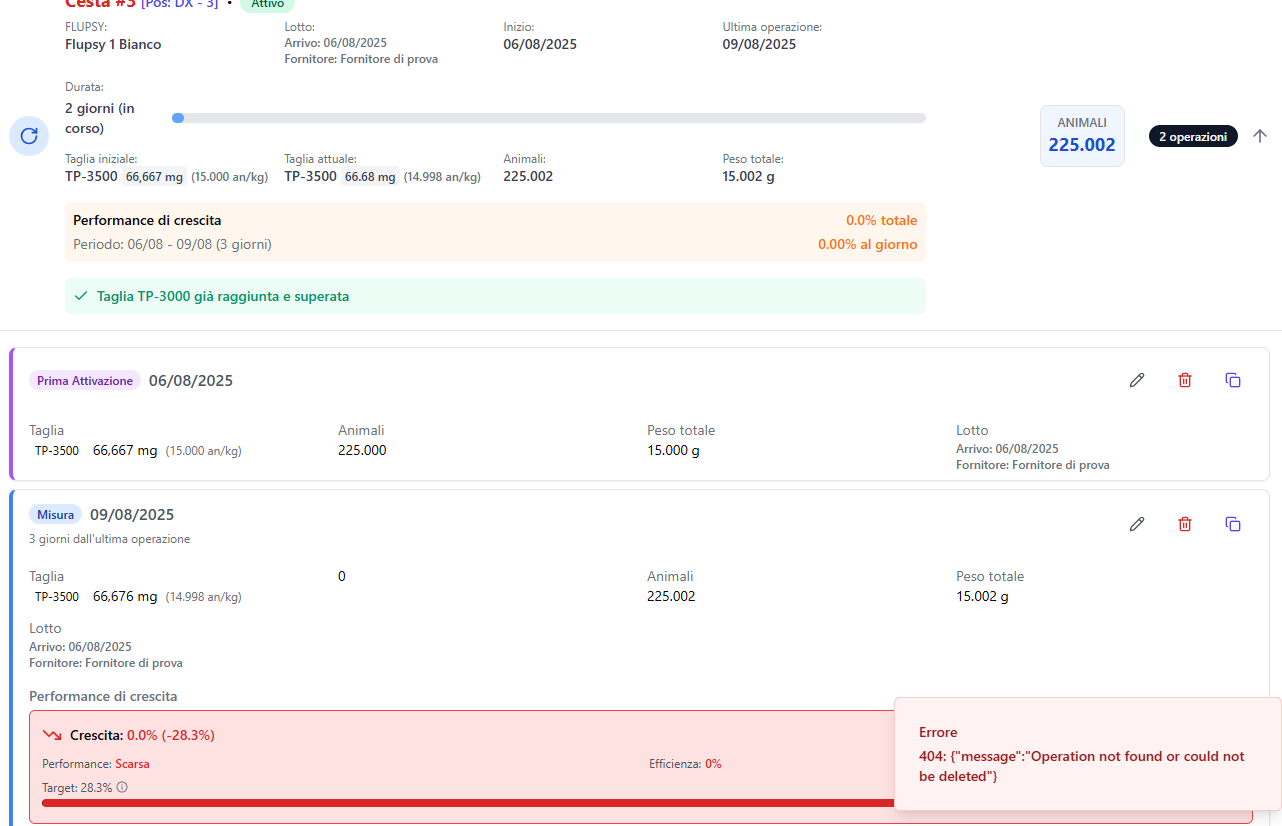 Cesta #3 [Pos: DX - 3] • Attivo
FLUPSY: Lotto: Inizio: Ultima operazione:
Flupsy 1 Bianco Arrivo: 06/08/2025 06/08/2025 09/08/2025
Fornitore: Fornitore di prova
Durata:
2 giorni (in
corso)
ANIMALI
225.002
2 operazioni
Taglia iniziale: Taglia attuale: Animali: Peso totale:
TP-3500 66,667 mg (15.000 an/kg) TP-3500 66.68 mg (14.998 an/kg) 225.002 15.002 g
Performance di crescita 0.0% totale
Periodo: 06/08 - 09/08 (3 giorni) 0.00% al giorno
Taglia TP-3000 già raggiunta e superata
Prima Attivazione 06/08/2025
Taglia Animali Peso totale Lotto
TP-3500 66,667 mg (15.000 an/kg) 225.000 15.000 g Arrivo: 06/08/2025
Fornitore: Fornitore di prova
Misura 09/08/2025
3 giorni dall'ultima operazione
Taglia 0 Animali Peso totale
TP-3500 66,676 mg (14.998 an/kg) 225.002 15.002 g
Lotto
Arrivo: 06/08/2025
Fornitore: Fornitore di prova
Performance di crescita
Crescita: 0.0% (-28.3%)
Performance: Scarsa Efficienza: 0%
Target: 28.3%
Errore
404: {"message":"Operation not found or could not
be deleted"}